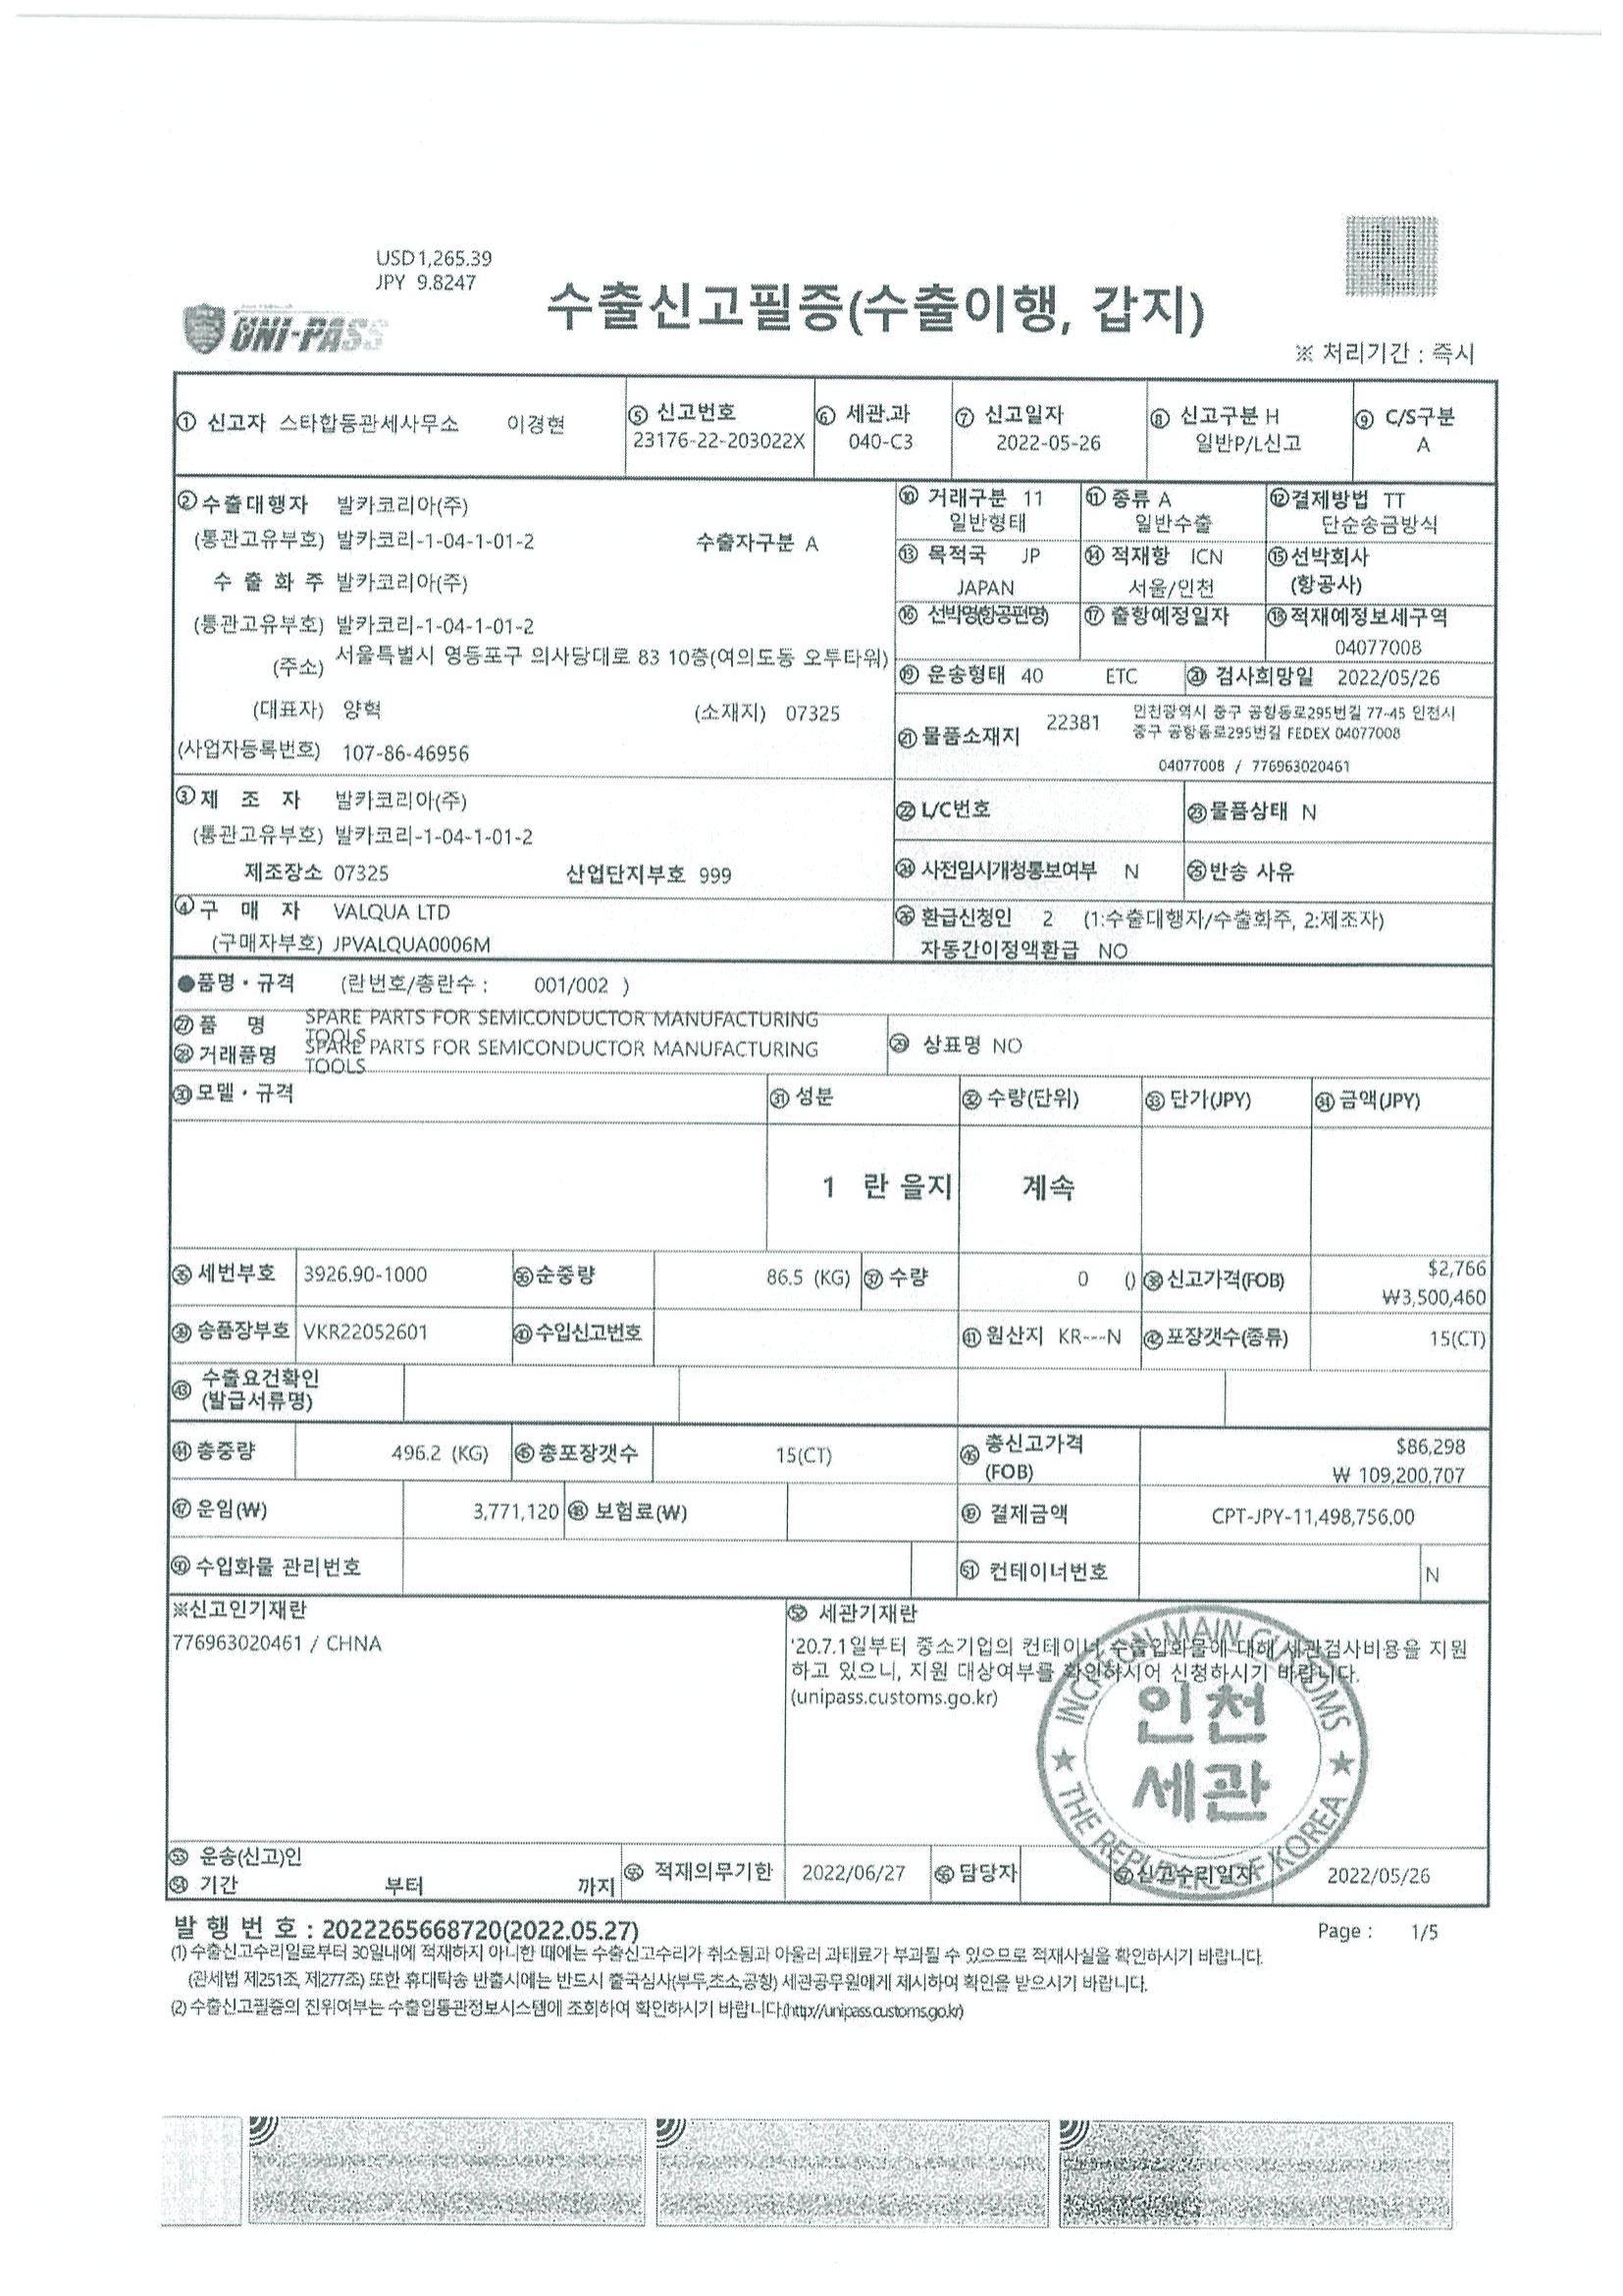 USD1,265.39
JPY 9.8247
UNI-PASS
수출신고필증(수출이행, 갑지)
※ 처리기간 : 즉시
① 신고자 스타합동관세사무소 이경현
⑤ 신고번호
23176-22-203022X
⑥ 세관.과
040-C3
⑦ 신고일자
2022-05-26
⑧ 신고구분 H
일반P/L신고
⑨ C/S구분
A
②수출대행자 발카코리아(주)
(통관고유부호) 발카코리-1-04-1-01-2 수출자구분 A
수 출 화 주 발카코리아(주)
(통관고유부호) 발카코리-1-04-1-01-2
(주소) 서울특별시 영등포구 의사당대로 83 10층(여의도동 오투타워)
(대표자) 양혁 (소재지) 07325
(사업자등록번호) 107-86-46956
⑩ 거래구분 11
일반형태
⑪ 종류 A
일반수출
⑫결제방법 TT
단순송금방식
⑬ 목적국 JP
JAPAN
⑭ 적재항 ICN
서울/인천
⑮선박회사
(항공사)
⑯ 선박명(항공편명)
⑰ 출항예정일자
⑱적재예정보세구역
04077008
⑲ 운송형태 40 ETC
⑳ 검사희망일 2022/05/26
㉑ 물품소재지 22381 인천광역시 중구 공항동로295번길 77-45 인천시
중구 공항동로295번길 FEDEX 04077008
04077008 / 776963020461
③제 조 자 발카코리아(주)
(통관고유부호) 발카코리-1-04-1-01-2
제조장소 07325 산업단지부호 999
㉒ L/C번호
㉓물품상태 N
㉔ 사전임시개청통보여부 N
㉕반송 사유
④구 매 자 VALQUA LTD
(구매자부호) JPVALQUA0006M
㉖ 환급신청인 2 (1:수출대행자/수출화주, 2:제조자)
자동간이정액환급 NO
●품명・규격 (란번호/총란수 : 001/002 )
㉗ 품 명 SPARE PARTS FOR SEMICONDUCTOR MANUFACTURING
TOOLS
㉘ 거래품명 SPARE PARTS FOR SEMICONDUCTOR MANUFACTURING
TOOLS
㉙ 상표명 NO
㉚모델・규격
㉛ 성분
㉜ 수량(단위)
㉝ 단가(JPY)
㉞ 금액(JPY)
1 란 을지 계속
㉟ 세번부호 3926.90-1000
㊱순중량 86.5 (KG)
㊲ 수량 0 ()
㊳신고가격(FOB) $2,766
₩3,500,460
㊴ 송품장부호 VKR22052601
㊵수입신고번호
㊶ 원산지 KR---N
㊷포장갯수(종류) 15(CT)
㊸ 수출요건확인
(발급서류명)
㊹ 총중량 496.2 (KG)
㊺ 총포장갯수 15(CT)
㊻ 총신고가격
(FOB)
$86,298
₩ 109,200,707
㊼ 운임(₩) 3,771,120
㊽ 보험료(₩)
㊾ 결제금액 CPT-JPY-11,498,756.00
㊿ 수입화물 관리번호
51 컨테이너번호 N
※신고인기재란
776963020461 / CHNA
52 세관기재란
'20.7.1일부터 중소기업의 컨테이너 수출입화물에 대해 세관검사비용을 지원
하고 있으니, 지원 대상여부를 확인하시어 신청하시기 바랍니다.
(unipass.customs.go.kr)
INCHEON MAIN CUSTOMS
인천
세관
THE REPUBLIC OF KOREA
53 운송(신고)인
54 기간 부터 까지
55 적재의무기한 2022/06/27
56 담당자
57 신고수리일자 2022/05/26
발 행 번 호 : 2022265668720(2022.05.27)
Page : 1/5
(1) 수출신고수리일로부터 30일내에 적재하지 아니한 때에는 수출신고수리가 취소됨과 아울러 과태료가 부과될 수 있으므로 적재사실을 확인하시기 바랍니다.
(관세법 제251조, 제277조) 또한 휴대탁송 반출시에는 반드시 출국심사(부두,초소,공항) 세관공무원에게 제시하여 확인을 받으시기 바랍니다.
(2) 수출신고필증의 진위여부는 수출입통관정보시스템에 조회하여 확인하시기 바랍니다.(http://unipass.customs.go.kr)